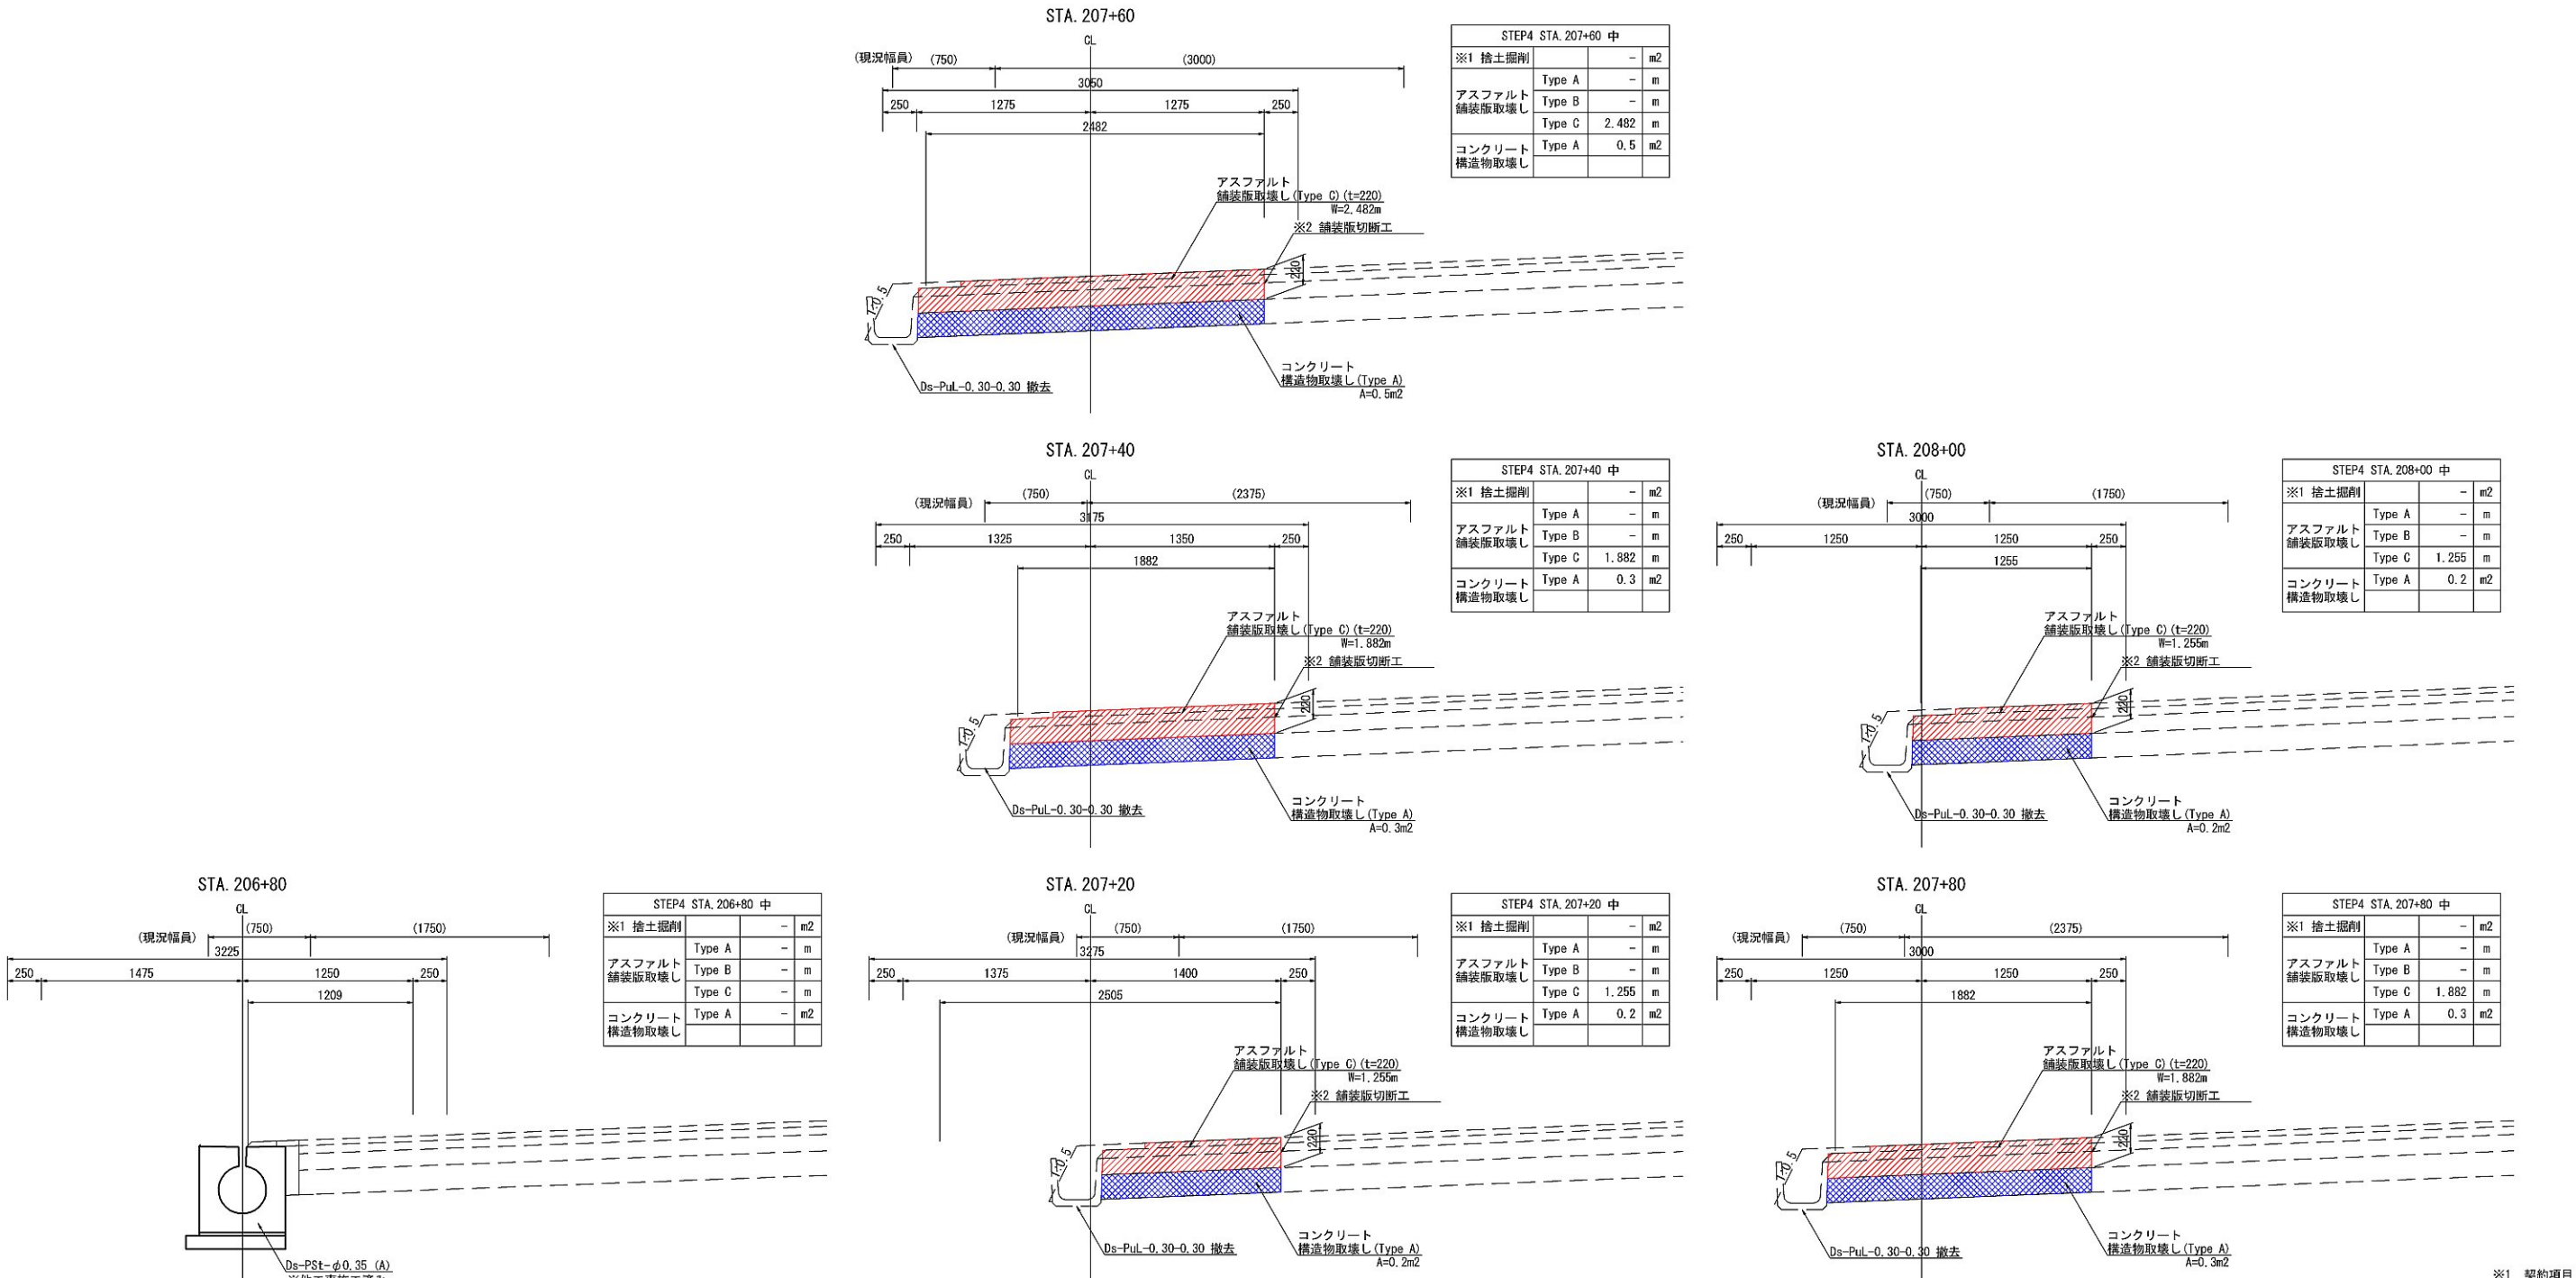 STA. 207+60
CL
(現況幅員)
(750)
(3000)
3050
250
1275
1275
250
2482
アスファルト
舗装版取壊し(Type C)(t=220)
W=2.482m
※2 舗装版切断工
220
1:0.5
Ds-PuL-0.30-0.30 撤去
コンクリート
構造物取壊し(Type A)
A=0.5m2
STEP4 STA.207+60 中
※1 捨土掘削 - m2
アスファルト
舗装版取壊し
Type A - m
Type B - m
Type C 2.482 m
コンクリート
構造物取壊し
Type A 0.5 m2
STA. 207+40
CL
(現況幅員)
(750)
(2375)
3175
250
1325
1350
250
1882
アスファルト
舗装版取壊し(Type C)(t=220)
W=1.882m
※2 舗装版切断工
220
1:0.5
Ds-PuL-0.30-0.30 撤去
コンクリート
構造物取壊し(Type A)
A=0.3m2
STEP4 STA.207+40 中
※1 捨土掘削 - m2
アスファルト
舗装版取壊し
Type A - m
Type B - m
Type C 1.882 m
コンクリート
構造物取壊し
Type A 0.3 m2
STA. 208+00
CL
(現況幅員)
(750)
(1750)
3000
250
1250
1250
250
1255
アスファルト
舗装版取壊し(Type C)(t=220)
W=1.255m
※2 舗装版切断工
220
1:0.5
Ds-PuL-0.30-0.30 撤去
コンクリート
構造物取壊し(Type A)
A=0.2m2
STEP4 STA.208+00 中
※1 捨土掘削 - m2
アスファルト
舗装版取壊し
Type A - m
Type B - m
Type C 1.255 m
コンクリート
構造物取壊し
Type A 0.2 m2
STA. 206+80
CL
(現況幅員)
(750)
(1750)
3225
250
1475
1250
250
1209
Ds-PSt-φ0.35 (A)
STEP4 STA.206+80 中
※1 捨土掘削 - m2
アスファルト
舗装版取壊し
Type A - m
Type B - m
Type C - m
コンクリート
構造物取壊し
Type A - m2
STA. 207+20
CL
(現況幅員)
(750)
(1750)
3275
250
1375
1400
250
2505
アスファルト
舗装版取壊し(Type C)(t=220)
W=1.255m
※2 舗装版切断工
220
1:0.5
Ds-PuL-0.30-0.30 撤去
コンクリート
構造物取壊し(Type A)
A=0.2m2
STEP4 STA.207+20 中
※1 捨土掘削 - m2
アスファルト
舗装版取壊し
Type A - m
Type B - m
Type C 1.255 m
コンクリート
構造物取壊し
Type A 0.2 m2
STA. 207+80
CL
(現況幅員)
(750)
(2375)
3000
250
1250
1250
250
1882
アスファルト
舗装版取壊し(Type C)(t=220)
W=1.882m
※2 舗装版切断工
220
1:0.5
Ds-PuL-0.30-0.30 撤去
コンクリート
構造物取壊し(Type A)
A=0.3m2
STEP4 STA.207+80 中
※1 捨土掘削 - m2
アスファルト
舗装版取壊し
Type A - m
Type B - m
Type C 1.882 m
コンクリート
構造物取壊し
Type A 0.3 m2
※1 契約項目